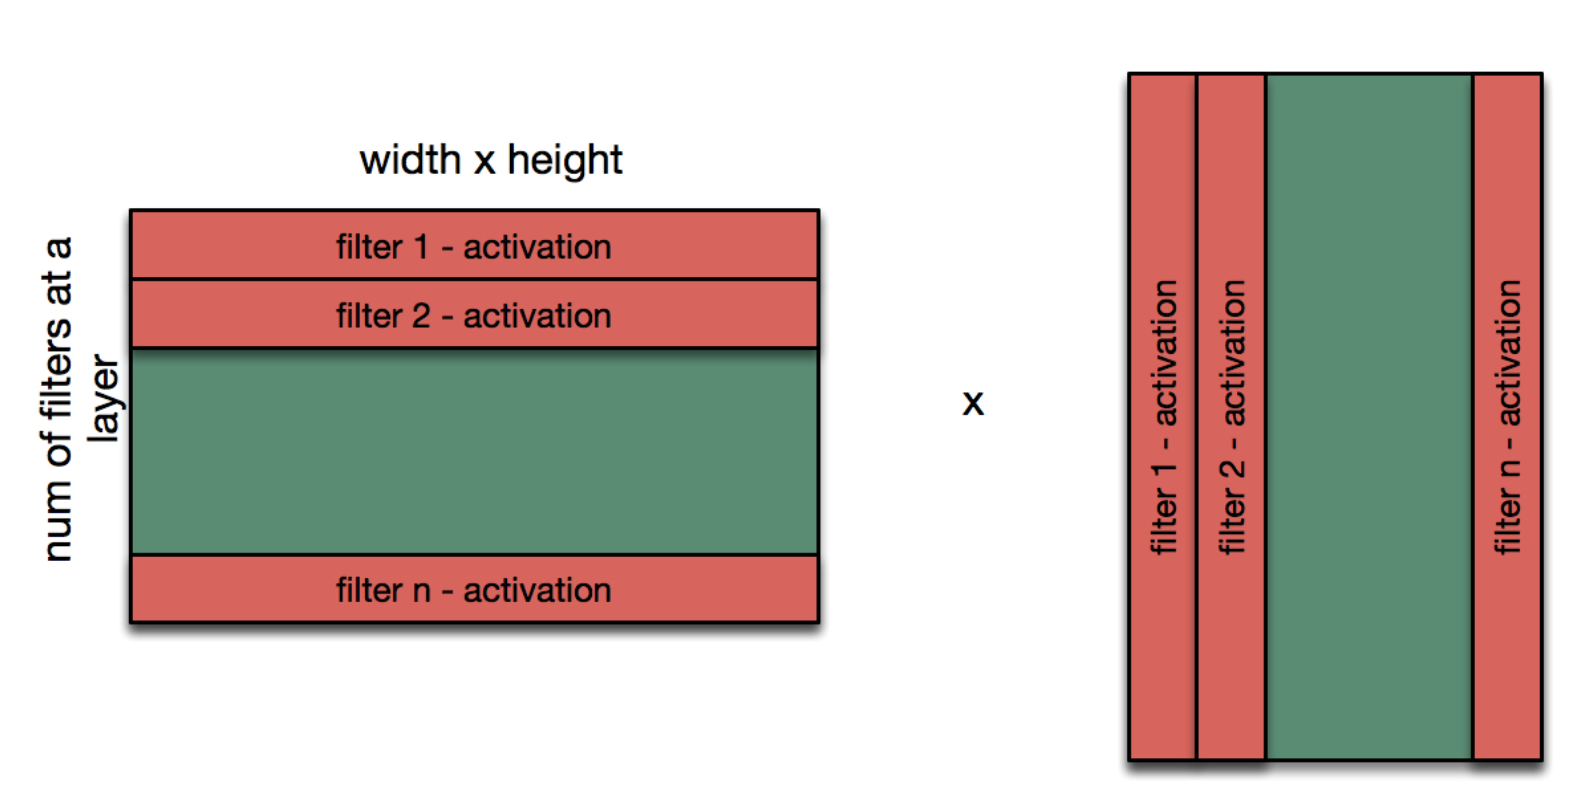 width x height
num of filters at a
layer
filter 1 - activation
filter 2 - activation
filter n - activation
x
filter 1 - activation
filter 2 - activation
filter n - activation